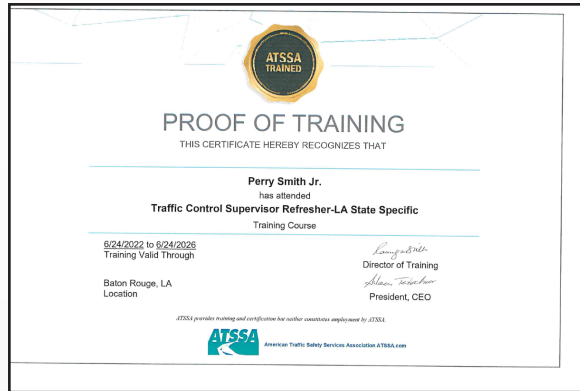 ATSSA
TRAINED
PROOF OF TRAINING
THIS CERTIFICATE HEREBY RECOGNIZES THAT
Perry Smith Jr.
has attended
Traffic Control Supervisor Refresher-LA State Specific
Training Course
6/24/2022 to 6/24/2026
Training Valid Through
Director of Training
Baton Rouge, LA
Location
President, CEO
ATSSA provides training and certification but neither constitutes employment by ATSSA.
ATSSA
American Traffic Safety Services Association ATSSA.com